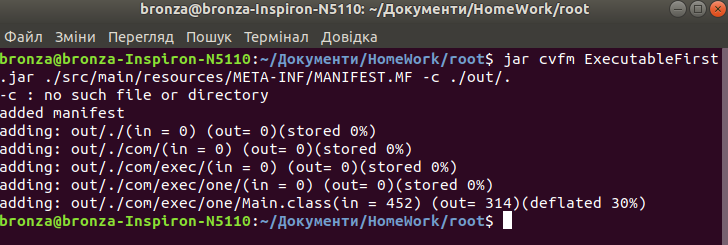 bronza@bronza-Inspiron-N5110: ~/Документи/HomeWork/root
Файл Зміни Перегляд Пошук Термінал Довідка
bronza@bronza-Inspiron-N5110:~/Документи/HomeWork/root$ jar cvfm ExecutableFirst
.jar ./src/main/resources/META-INF/MANIFEST.MF -c ./out/.
-c : no such file or directory
added manifest
adding: out/./(in = 0) (out= 0)(stored 0%)
adding: out/./com/(in = 0) (out= 0)(stored 0%)
adding: out/./com/exec/(in = 0) (out= 0)(stored 0%)
adding: out/./com/exec/one/(in = 0) (out= 0)(stored 0%)
adding: out/./com/exec/one/Main.class(in = 452) (out= 314)(deflated 30%)
bronza@bronza-Inspiron-N5110:~/Документи/HomeWork/root$